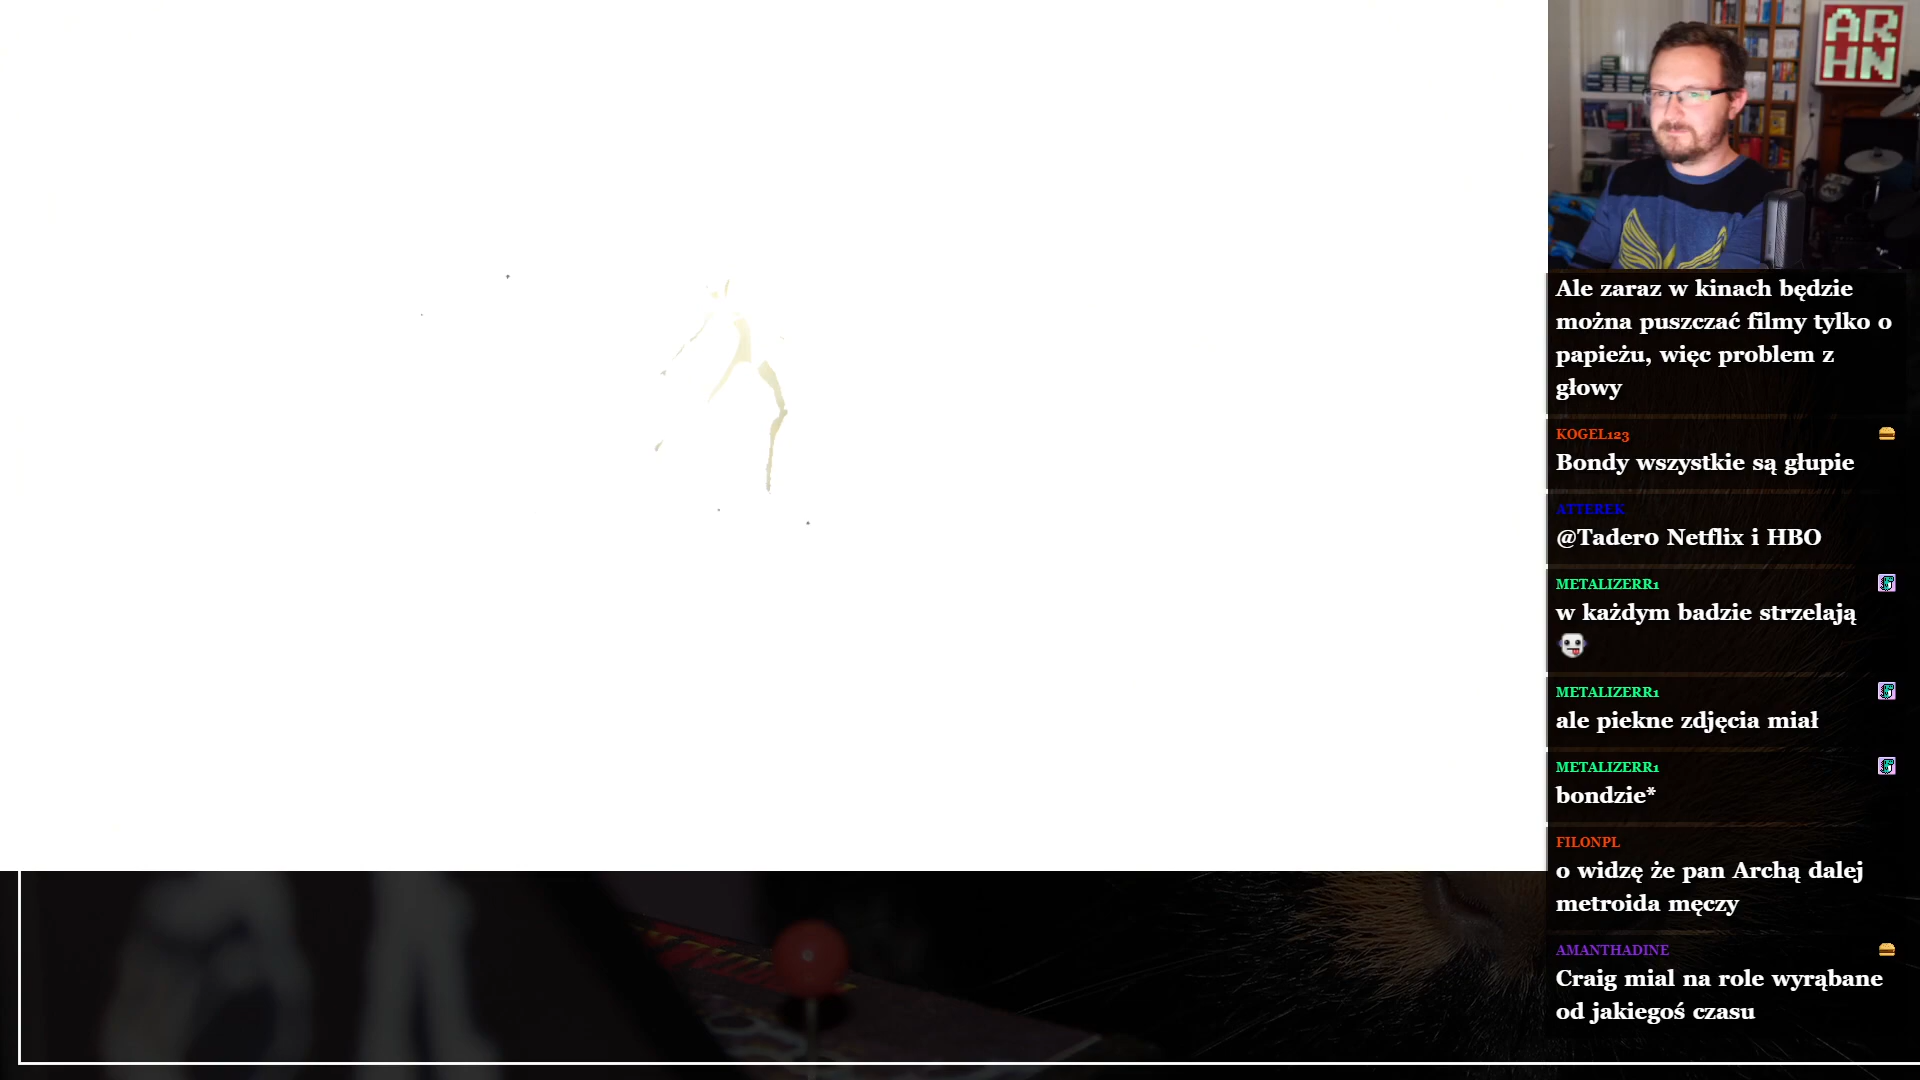 AR
HN
Ale zaraz w kinach będzie
można puszczać filmy tylko o
papieżu, więc problem z
głowy
KOGEL123
Bondy wszystkie są głupie
ATTEREK
@Tadero Netflix i HBO
METALIZERR1
w każdym badzie strzelają
METALIZERR1
ale piekne zdjęcia miał
METALIZERR1
bondzie*
FILONPL
o widzę że pan Archą dalej
metroida męczy
AMANTHADINE
Craig mial na role wyrąbane
od jakiegoś czasu